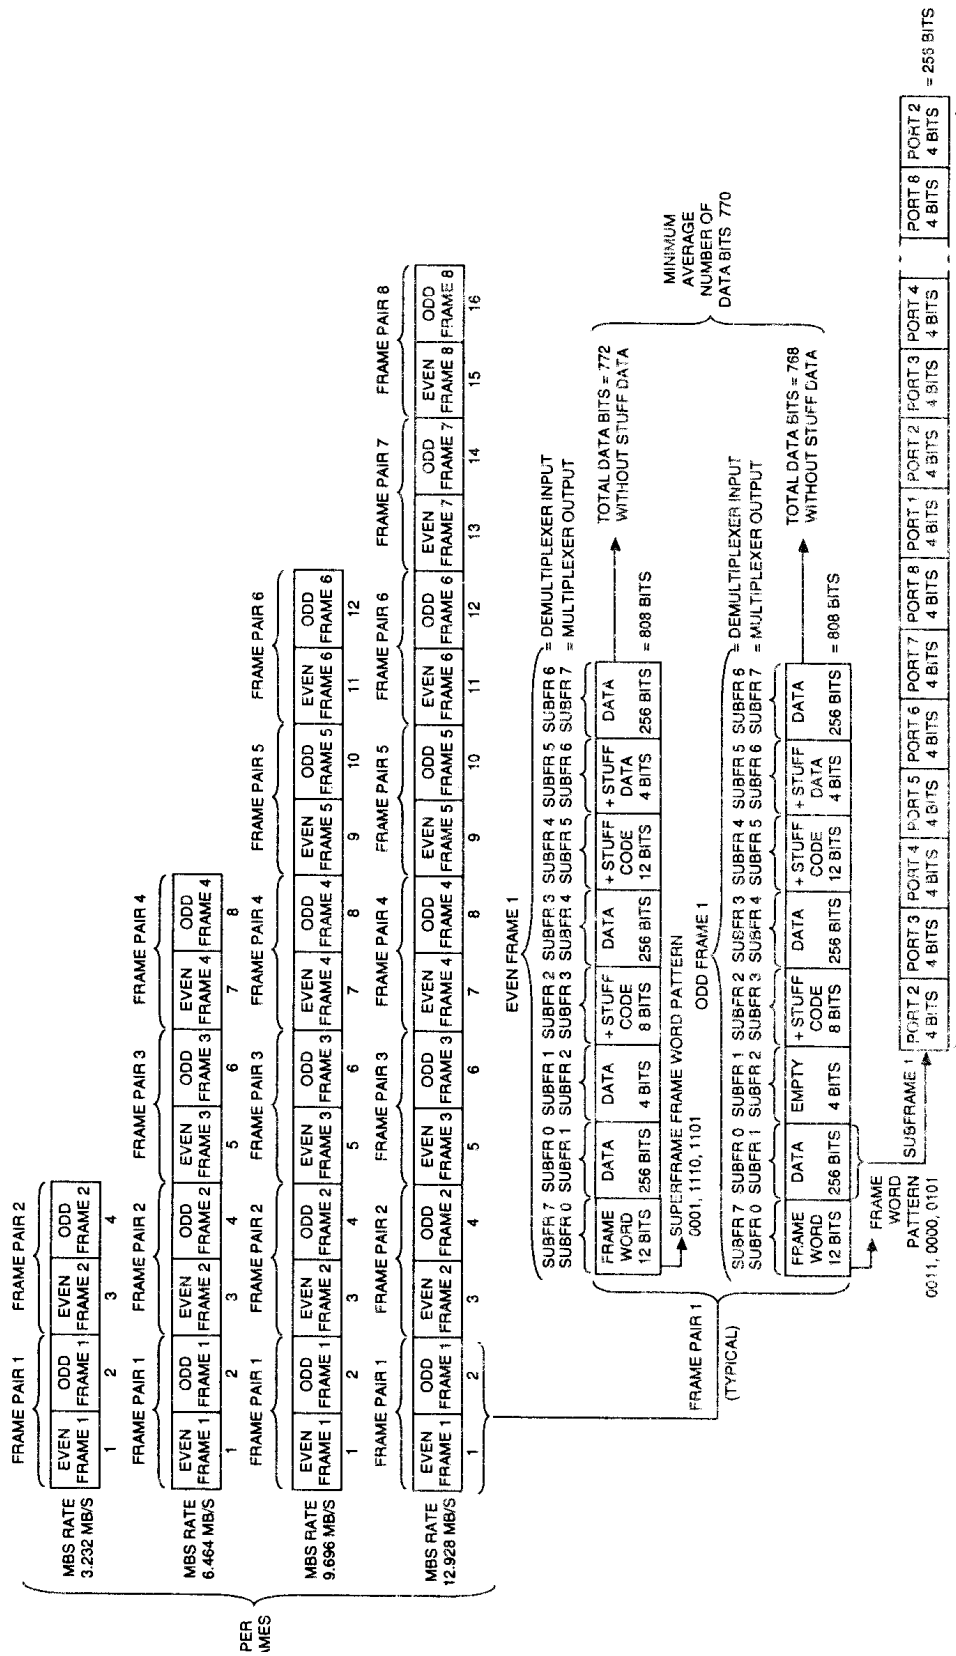 FRAME PAIR 1 FRAME PAIR 2
MBS RATE
3.232 MB/S
EVEN FRAME 1 ODD FRAME 1 EVEN FRAME 2 ODD FRAME 2
1 2 3 4
FRAME PAIR 1 FRAME PAIR 2 FRAME PAIR 3 FRAME PAIR 4
MBS RATE
6.464 MB/S
EVEN FRAME 1 ODD FRAME 1 EVEN FRAME 2 ODD FRAME 2 EVEN FRAME 3 ODD FRAME 3 EVEN FRAME 4 ODD FRAME 4
1 2 3 4 5 6 7 8
FRAME PAIR 1 FRAME PAIR 2 FRAME PAIR 3 FRAME PAIR 4 FRAME PAIR 5 FRAME PAIR 6
MBS RATE
9.696 MB/S
EVEN FRAME 1 ODD FRAME 1 EVEN FRAME 2 ODD FRAME 2 EVEN FRAME 3 ODD FRAME 3 EVEN FRAME 4 ODD FRAME 4 EVEN FRAME 5 ODD FRAME 5 EVEN FRAME 6 ODD FRAME 6
1 2 3 4 5 6 7 8 9 10 11 12
FRAME PAIR 1 FRAME PAIR 2 FRAME PAIR 3 FRAME PAIR 4 FRAME PAIR 5 FRAME PAIR 6 FRAME PAIR 7 FRAME PAIR 8
MBS RATE
12.928 MB/S
EVEN FRAME 1 ODD FRAME 1 EVEN FRAME 2 ODD FRAME 2 EVEN FRAME 3 ODD FRAME 3 EVEN FRAME 4 ODD FRAME 4 EVEN FRAME 5 ODD FRAME 5 EVEN FRAME 6 ODD FRAME 6 EVEN FRAME 7 ODD FRAME 7 EVEN FRAME 8 ODD FRAME 8
1 2 3 4 5 6 7 8 9 10 11 12 13 14 15 16
PER
AMES
EVEN FRAME 1
SUBFR 7 SUBFR 0 SUBFR 1 SUBFR 2 SUBFR 3 SUBFR 4 SUBFR 5 SUBFR 6 = DEMULTIPLEXER INPUT
SUBFR 0 SUBFR 1 SUBFR 2 SUBFR 3 SUBFR 4 SUBFR 5 SUBFR 6 SUBFR 7 = MULTIPLEXER OUTPUT
FRAME WORD 12 BITS DATA 256 BITS DATA 4 BITS + STUFF CODE 8 BITS DATA 256 BITS + STUFF CODE 12 BITS + STUFF DATA 4 BITS DATA 256 BITS = 808 BITS
TOTAL DATA BITS = 772
WITHOUT STUFF DATA
SUPERFRAME FRAME WORD PATTERN
0001, 1110, 1101
FRAME PAIR 1
(TYPICAL)
MINIMUM
AVERAGE
NUMBER OF
DATA BITS 770
ODD FRAME 1
SUBFR 7 SUBFR 0 SUBFR 1 SUBFR 2 SUBFR 3 SUBFR 4 SUBFR 5 SUBFR 6 = DEMULTIPLEXER INPUT
SUBFR 0 SUBFR 1 SUBFR 2 SUBFR 3 SUBFR 4 SUBFR 5 SUBFR 6 SUBFR 7 = MULTIPLEXER OUTPUT
FRAME WORD 12 BITS DATA 256 BITS EMPTY 4 BITS + STUFF CODE 8 BITS DATA 256 BITS + STUFF CODE 12 BITS + STUFF DATA 4 BITS DATA 256 BITS = 808 BITS
TOTAL DATA BITS = 768
WITHOUT STUFF DATA
FRAME
WORD
PATTERN
0011, 0000, 0101
SUBFRAME 1
PORT 2 PORT 3 PORT 4 PORT 5 PORT 6 PORT 7 PORT 8 PORT 1 PORT 2 PORT 3 PORT 4 PORT 8 PORT 2
4 BITS 4 BITS 4 BITS 4 BITS 4 BITS 4 BITS 4 BITS 4 BITS 4 BITS 4 BITS 4 BITS 4 BITS 4 BITS = 256 BITS